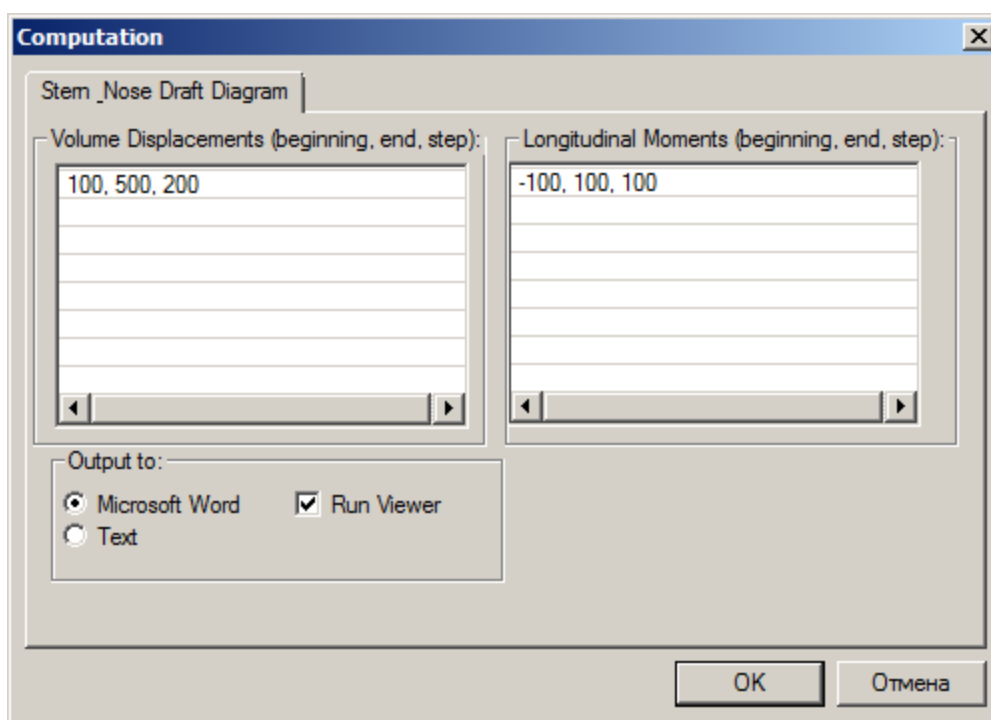 Computation
Stern _Nose Draft Diagram
Volume Displacements (beginning, end, step):
100, 500, 200
Longitudinal Moments (beginning, end, step):
-100, 100, 100
Output to:
Microsoft Word
Run Viewer
Text
OK
Отмена